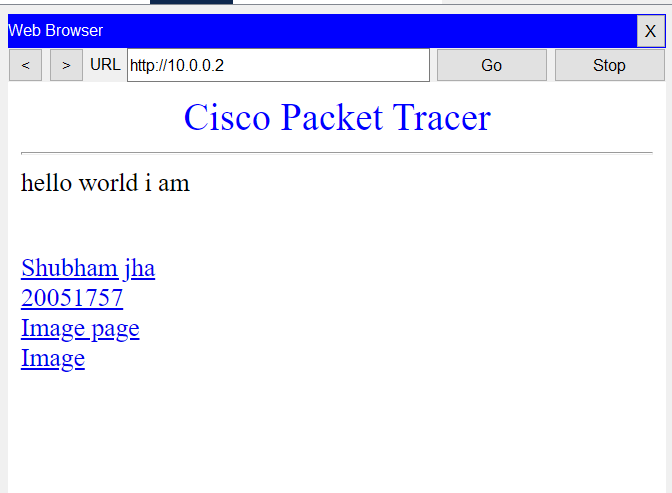 Web Browser X
< > URL http://10.0.0.2 Go Stop
Cisco Packet Tracer
hello world i am
Shubham jha
20051757
Image page
Image